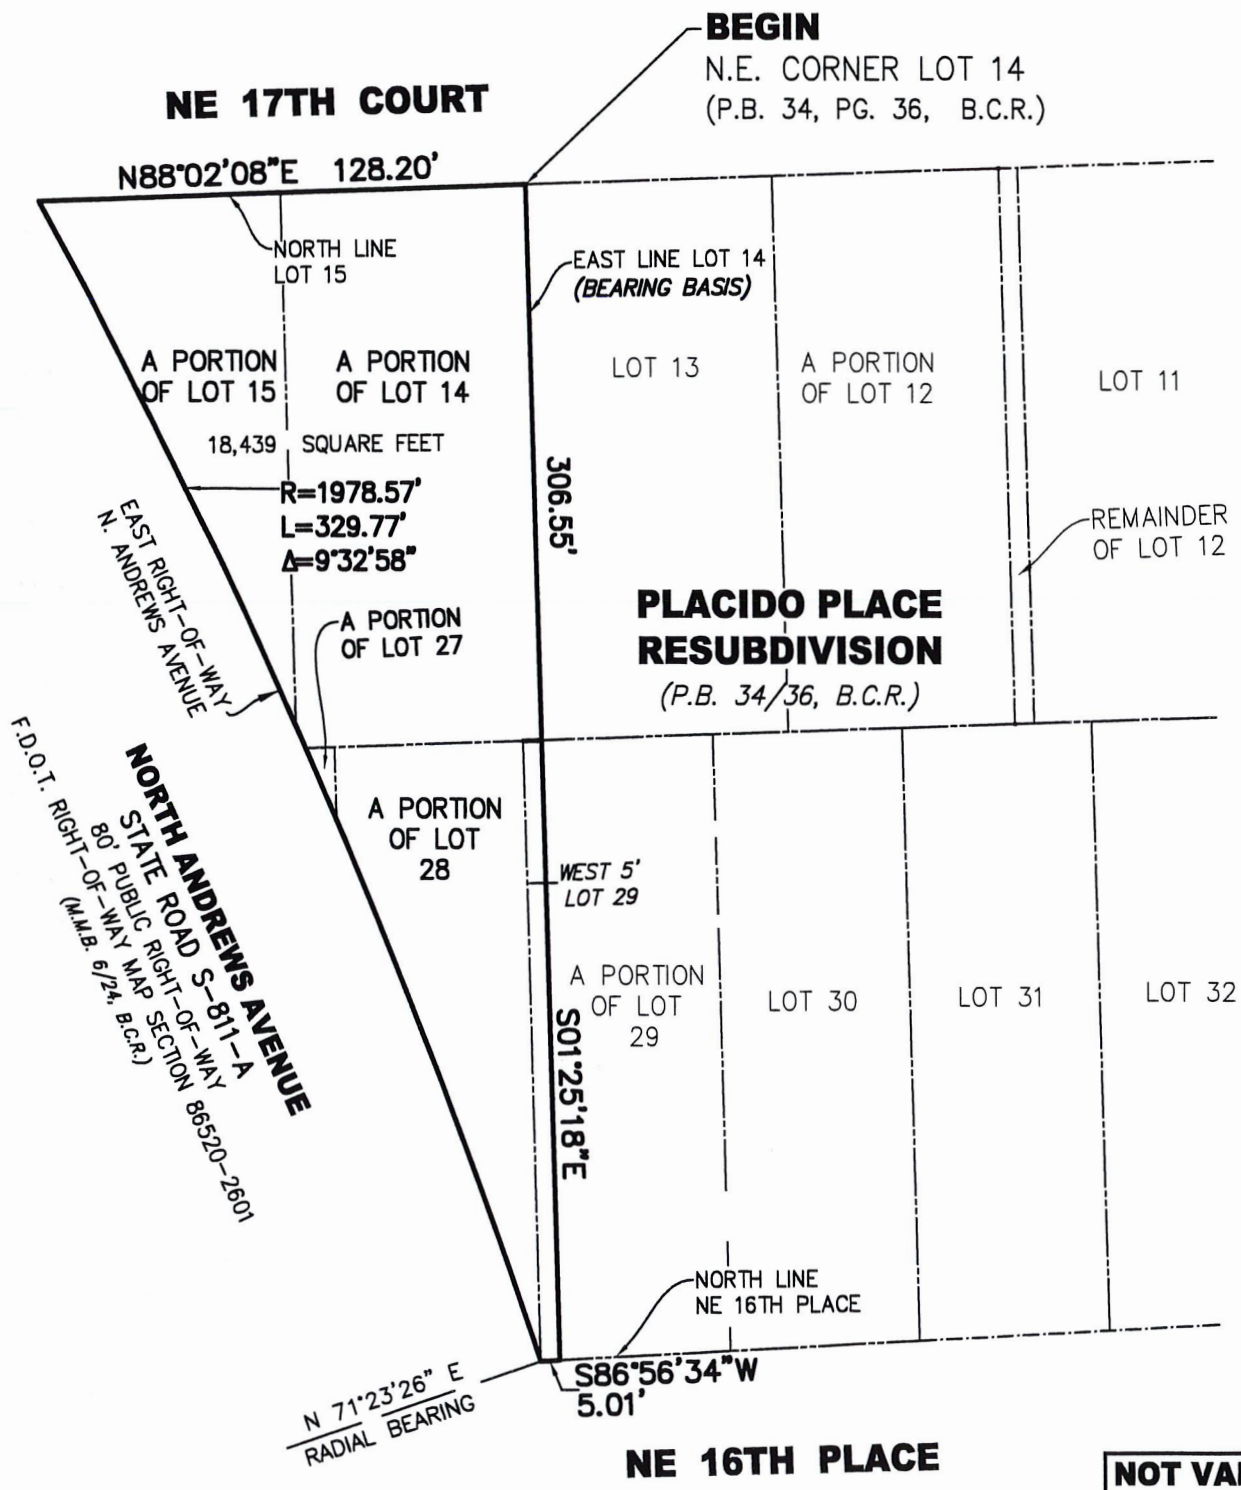 BEGIN
N.E. CORNER LOT 14
(P.B. 34, PG. 36, B.C.R.)
NE 17TH COURT
N88°02'08"E 128.20'
NORTH LINE
LOT 15
EAST LINE LOT 14
(BEARING BASIS)
A PORTION
OF LOT 15
A PORTION
OF LOT 14
LOT 13
A PORTION
OF LOT 12
LOT 11
18,439 SQUARE FEET
R=1978.57'
L=329.77'
Δ=9°32'58"
306.55'
EAST RIGHT-OF-WAY
N. ANDREWS AVENUE
REMAINDER
OF LOT 12
A PORTION
OF LOT 27
PLACIDO PLACE
RESUBDIVISION
(P.B. 34/36, B.C.R.)
NORTH ANDREWS AVENUE
STATE ROAD S-811-A
80' PUBLIC RIGHT-OF-WAY
F.D.O.T. RIGHT-OF-WAY MAP SECTION 86520-2601
(M.M.B. 6/24, B.C.R.)
A PORTION
OF LOT
28
WEST 5'
LOT 29
A PORTION
OF LOT
29
LOT 30
LOT 31
LOT 32
S01°25'18"E
NORTH LINE
NE 16TH PLACE
S86°56'34"W
5.01'
N 71°23'26" E
RADIAL BEARING
NE 16TH PLACE
NOT VAL